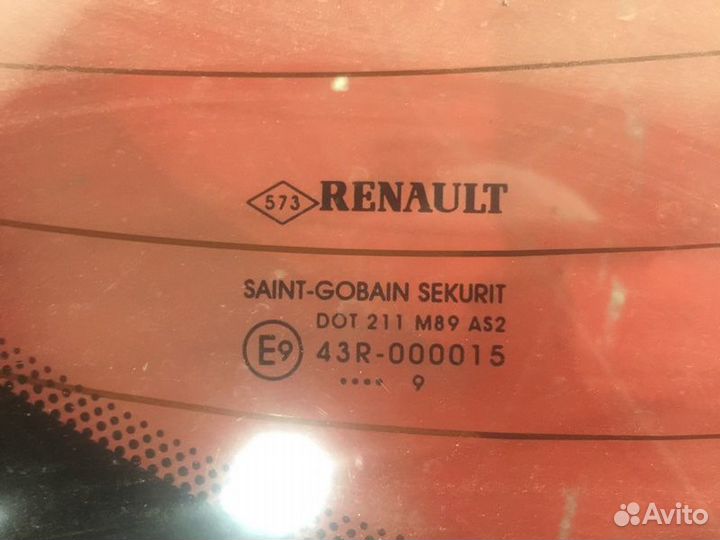 573 RENAULT
SAINT-GOBAIN SEKURIT
DOT 211 M89 AS2
E9 43R-000015
•••• 9
Avito